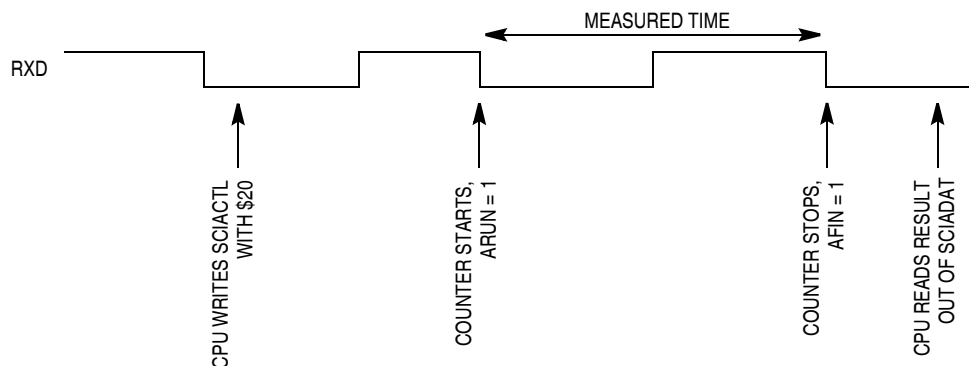 MEASURED TIME
RXD
CPU WRITES SCIACTL
WITH $20
COUNTER STARTS,
ARUN = 1
COUNTER STOPS,
AFIN = 1
CPU READS RESULT
OUT OF SCIADAT